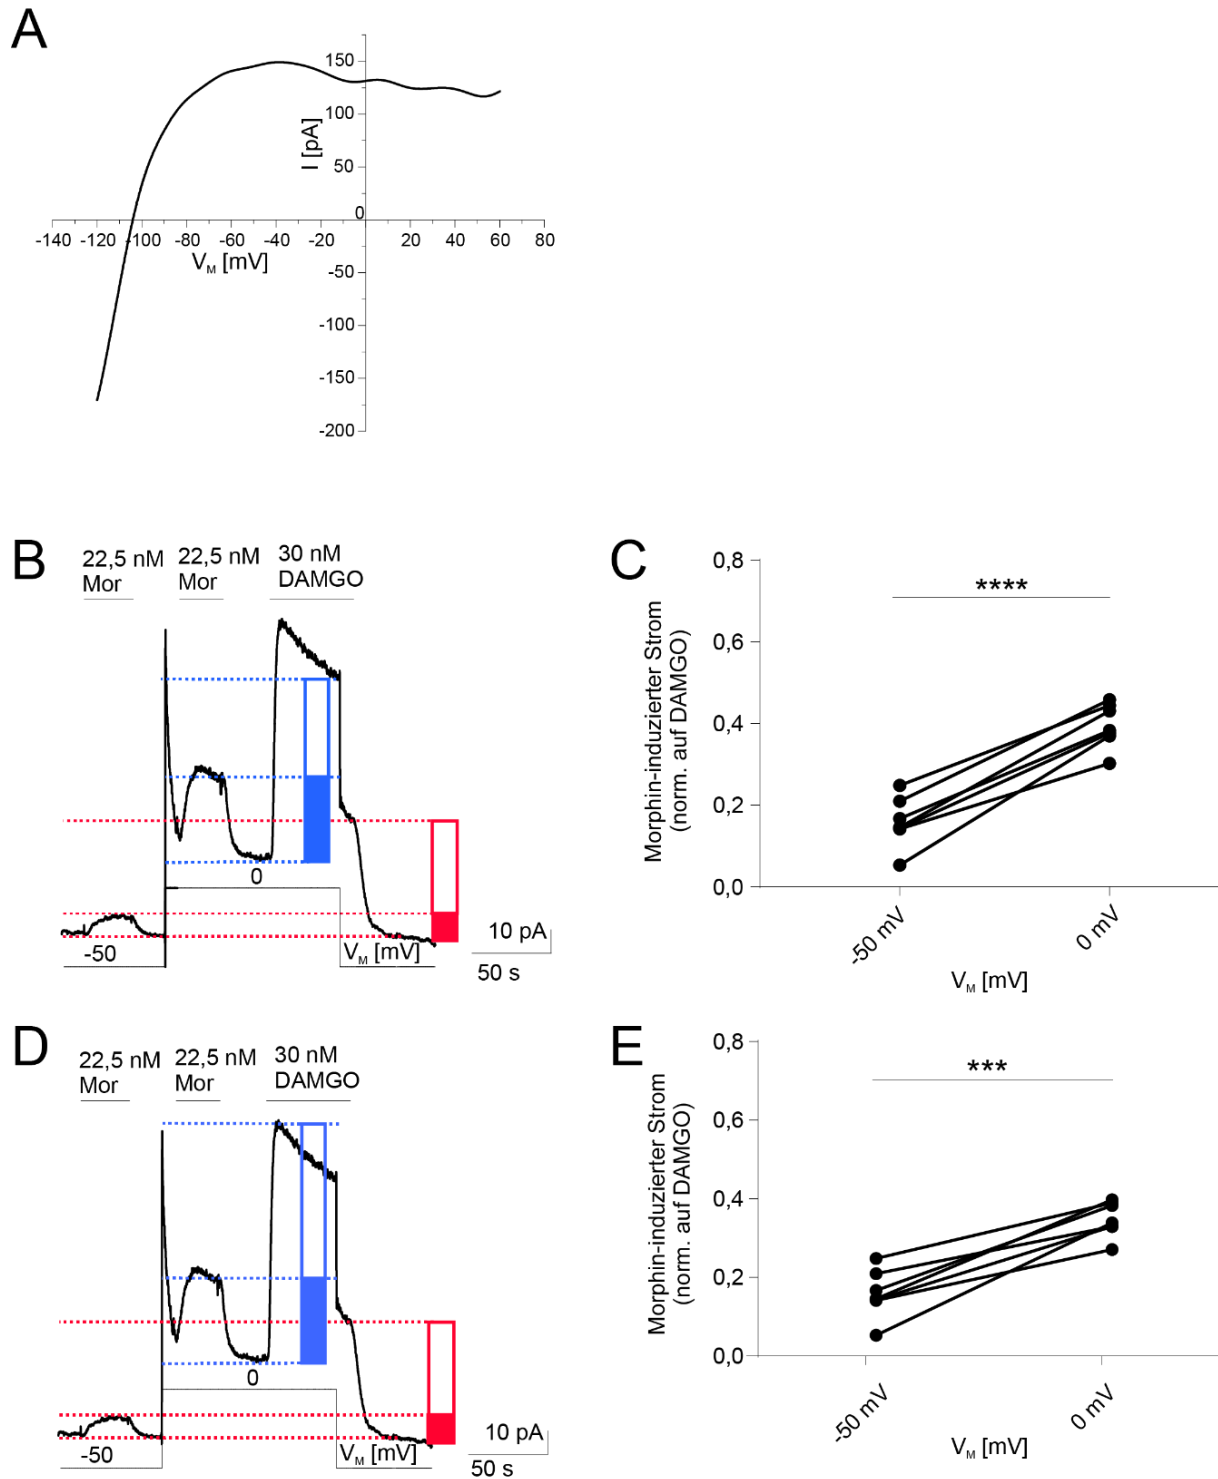 A
150
100
50
0
I [pA]
-140 -120 -100 -80 -60 -40 -20 20 40 60 80
V_M [mV]
-50
-100
-150
-200
B
22,5 nM Mor
22,5 nM Mor
30 nM DAMGO
0
-50
V_M [mV]
10 pA
50 s
C
0,8
0,6
0,4
0,2
0,0
Morphin-induzierter Strom
(norm. auf DAMGO)
****
-50 mV
0 mV
V_M [mV]
D
22,5 nM Mor
22,5 nM Mor
30 nM DAMGO
0
-50
V_M [mV]
10 pA
50 s
E
0,8
0,6
0,4
0,2
0,0
Morphin-induzierter Strom
(norm. auf DAMGO)
***
-50 mV
0 mV
V_M [mV]